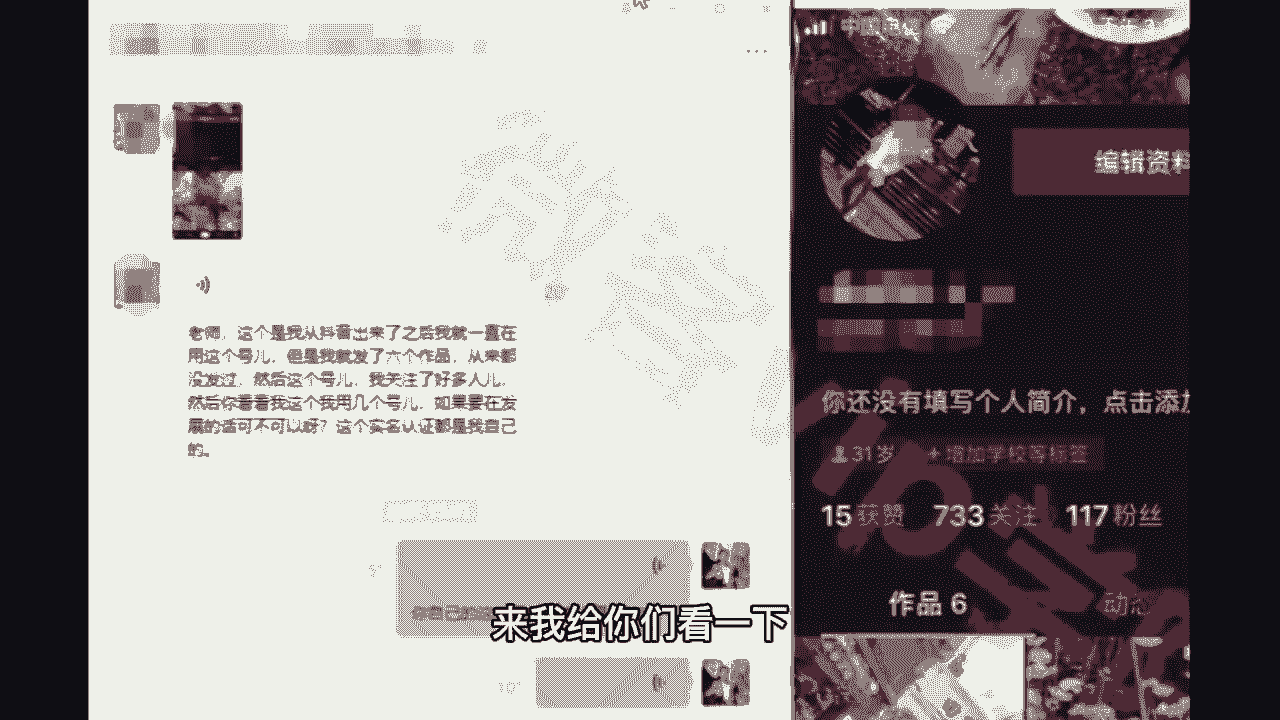 老师，这个是我从抖音出来了之后我就一直在
用这个号儿，但是我就发了六个作品，从来都
没发过，然后这个号儿，我关注了好多人儿，
然后你看看我这个我用几个号儿，如果要在发
展的话可不可以呀？这个实名认证都是我自己
的。
来我给你们看一下
编辑资料
你还没有填写个人简介，点击添加
31岁
+ 增加学校等标签
15 获赞 733 关注 117 粉丝
作品 6
动态